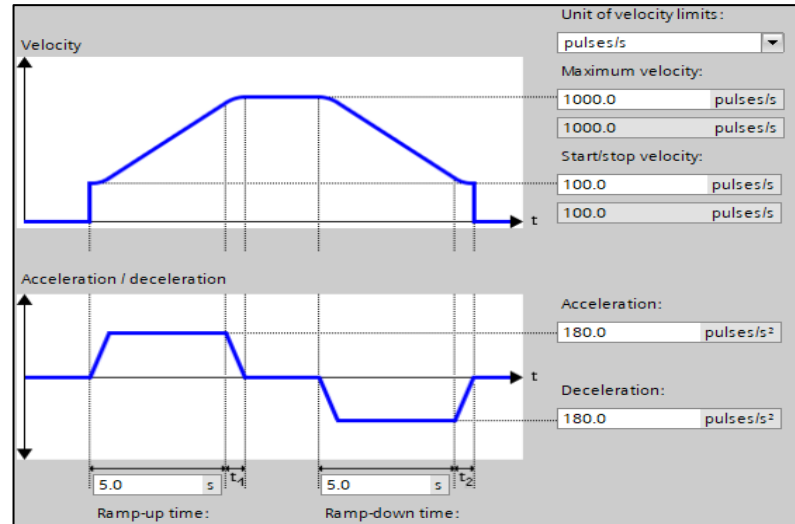 Unit of velocity limits:
pulses/s
Velocity
Maximum velocity:
1000.0 pulses/s
1000.0 pulses/s
Start/stop velocity:
100.0 pulses/s
100.0 pulses/s
t
Acceleration / deceleration
Acceleration:
180.0 pulses/s²
t
Deceleration:
180.0 pulses/s²
5.0 s t1 5.0 s t2
Ramp-up time: Ramp-down time: